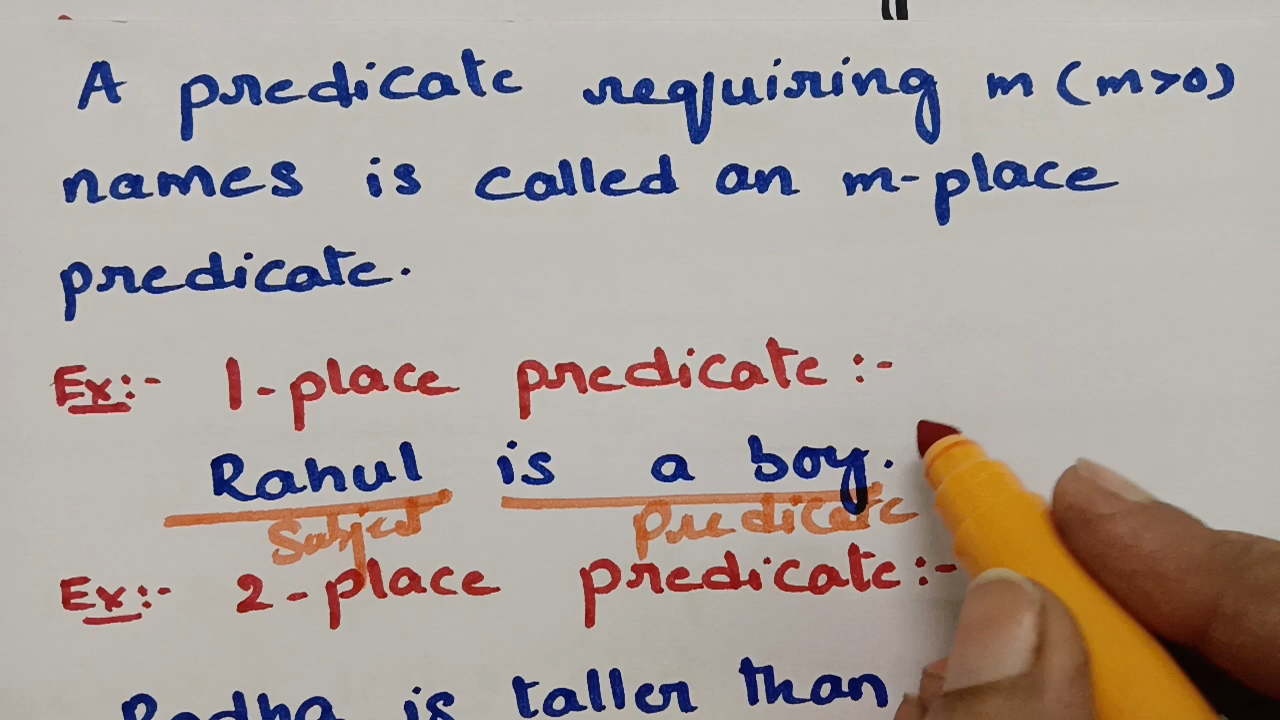 A predicate requiring m (m>0)
names is called an m-place
predicate.
Ex:- 1-place predicate :-
Rahul is a boy.
Subject predicate
Ex:- 2-place predicate:-
Radha is taller than